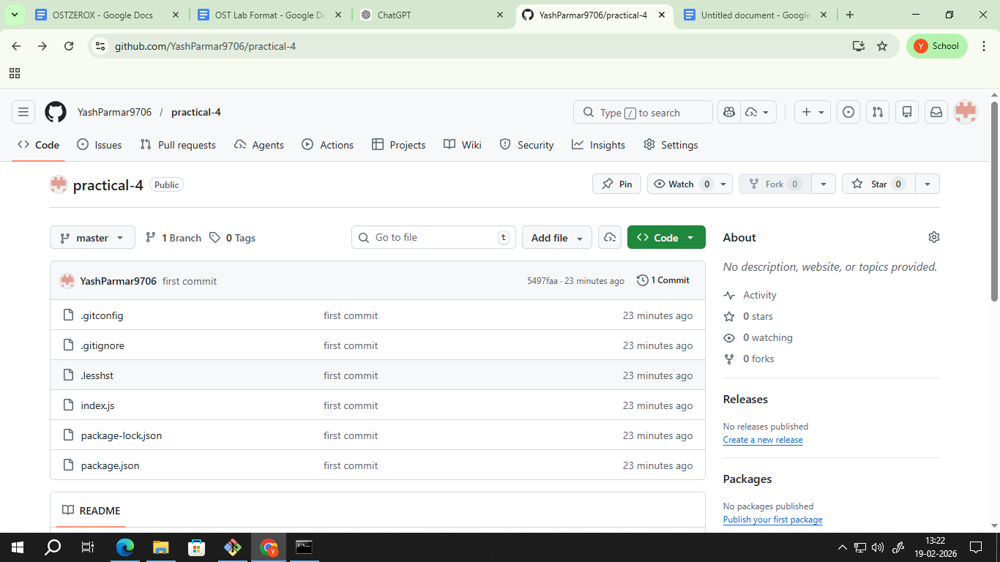 OSTZEROX - Google Docs
OST Lab Format - Google Do
ChatGPT
YashParmar9706/practical-4
Untitled document - Google
github.com/YashParmar9706/practical-4
Y School
YashParmar9706 / practical-4
Type / to search
Code Issues Pull requests Agents Actions Projects Wiki Security Insights Settings
practical-4 Public
Pin Watch 0 Fork 0 Star 0
master 1 Branch 0 Tags Go to file t Add file Code
About
No description, website, or topics provided.
YashParmar9706 first commit 5497faa · 23 minutes ago 1 Commit
Activity
.gitconfig first commit 23 minutes ago
0 stars
0 watching
.gitignore first commit 23 minutes ago
0 forks
.lesshst first commit 23 minutes ago
Releases
index.js first commit 23 minutes ago
No releases published
Create a new release
package-lock.json first commit 23 minutes ago
package.json first commit 23 minutes ago
Packages
No packages published
Publish your first package
README
Y
13:22
19-02-2026